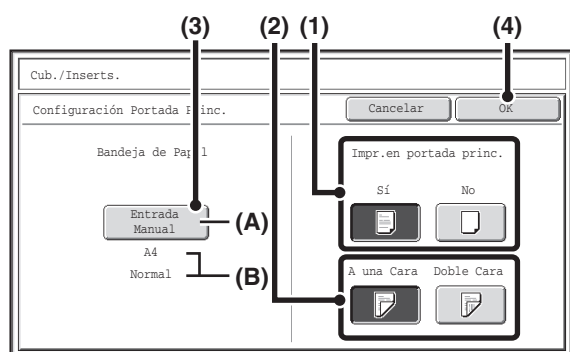 (3) (2) (1) (4)
Cub./Inserts.
Configuración Portada Princ.
Cancelar
OK
Bandeja de Papel
Impr.en portada princ.
Sí No
Entrada
Manual
(A)
A4
Normal
(B)
A una Cara Doble Cara